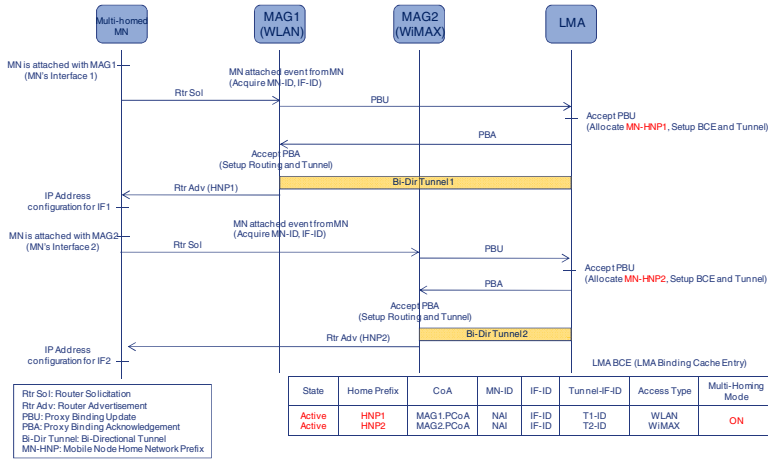 Multi-homed
MN
MAG1
(WLAN)
MAG2
(WiMAX)
LMA
MN is attached with MAG1
(MN's Interface 1)
MN attached event from MN
(Acquire MN-ID, IF-ID)
Rtr Sol
PBU
Accept PBU
(Allocate MN-HNP1, Setup BCE and Tunnel)
PBA
Accept PBA
(Setup Routing and Tunnel)
Bi-Dir Tunnel 1
Rtr Adv (HNP1)
IP Address
configuration for IF1
MN is attached with MAG2
(MN's Interface 2)
MN attached event from MN
(Acquire MN-ID, IF-ID)
Rtr Sol
PBU
Accept PBU
(Allocate MN-HNP2, Setup BCE and Tunnel)
PBA
Accept PBA
(Setup Routing and Tunnel)
Bi-Dir Tunnel2
Rtr Adv (HNP2)
IP Address
configuration for IF2
LMA BCE (LMA Binding Cache Entry)
Rtr Sol: Router Solicitation
Rtr Adv: Router Advertisement
PBU: Proxy Binding Update
PBA: Proxy Binding Acknowledgement
Bi-Dir Tunnel: Bi-Directional Tunnel
MN-HNP: Mobile Node Home Network Prefix
State Home Prefix CoA MN-ID IF-ID Tunnel-IF-ID Access Type Multi-Homing Mode
Active HNP1 MAG1.PCoA NAI IF-ID T1-ID WLAN ON
Active HNP2 MAG2.PCoA NAI IF-ID T2-ID WiMAX